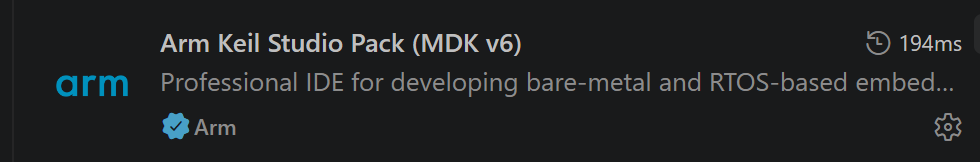 Arm Keil Studio Pack (MDK v6)
194ms
arm
Professional IDE for developing bare-metal and RTOS-based embed...
Arm